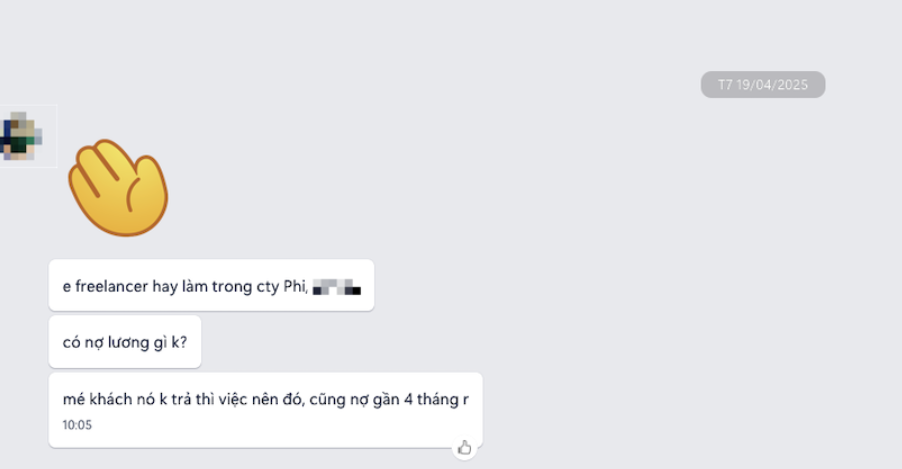 T7 19/04/2025
e freelancer hay làm trong cty Phi,
có nợ lương gì k?
mé khách nó k trả thì việc nên đó, cũng nợ gần 4 tháng r
10:05